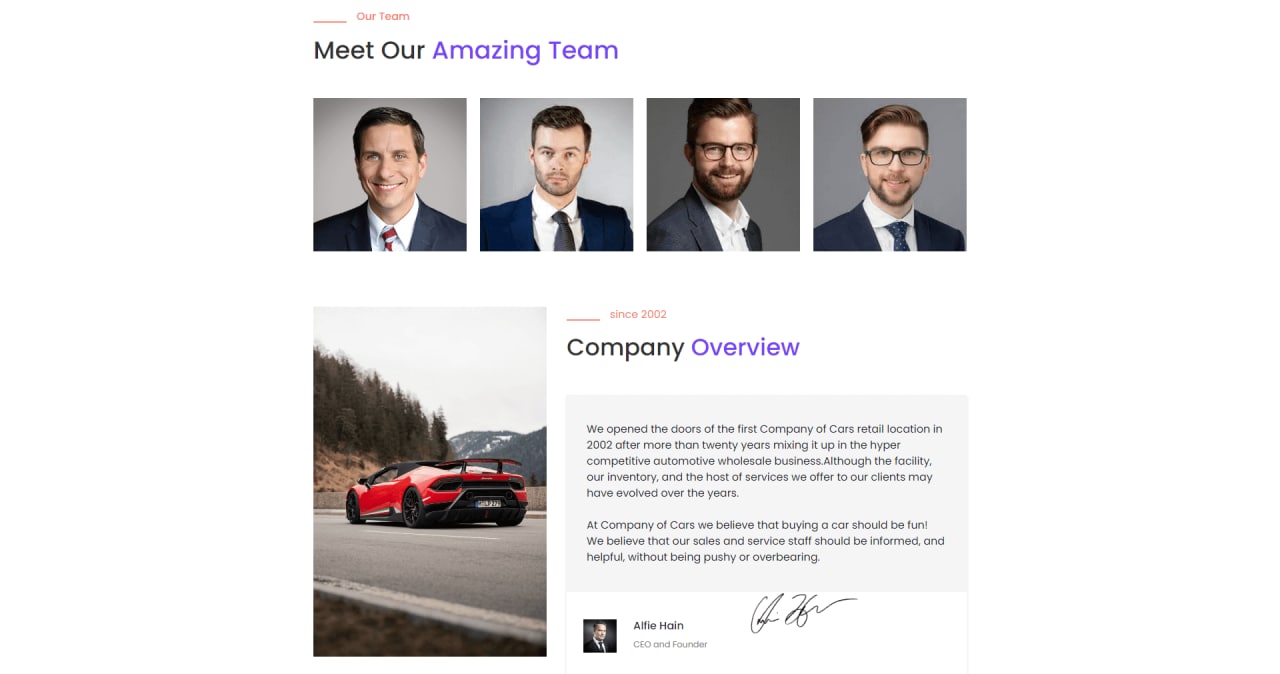 Our Team
Meet Our Amazing Team
since 2002
Company Overview
We opened the doors of the first Company of Cars retail location in
2002 after more than twenty years mixing it up in the hyper
competitive automotive wholesale business.Although the facility,
our inventory, and the host of services we offer to our clients may
have evolved over the years.
At Company of Cars we believe that buying a car should be fun!
We believe that our sales and service staff should be informed, and
helpful, without being pushy or overbearing.
Alfie Hain
CEO and Founder